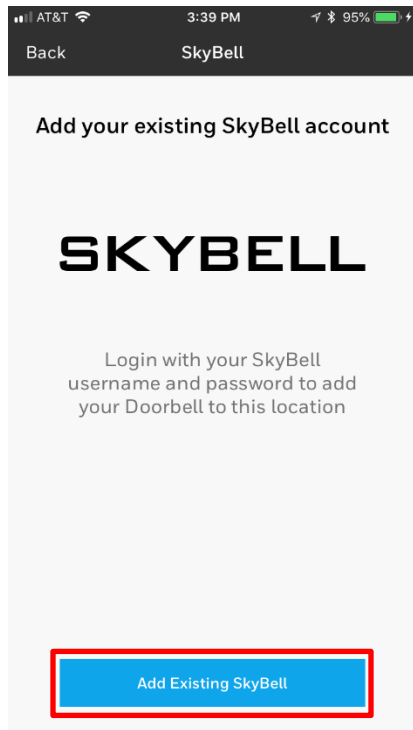 AT&T 3:39 PM 95%
Back SkyBell
Add your existing SkyBell account
SKYBELL
Login with your SkyBell
username and password to add
your Doorbell to this location
Add Existing SkyBell